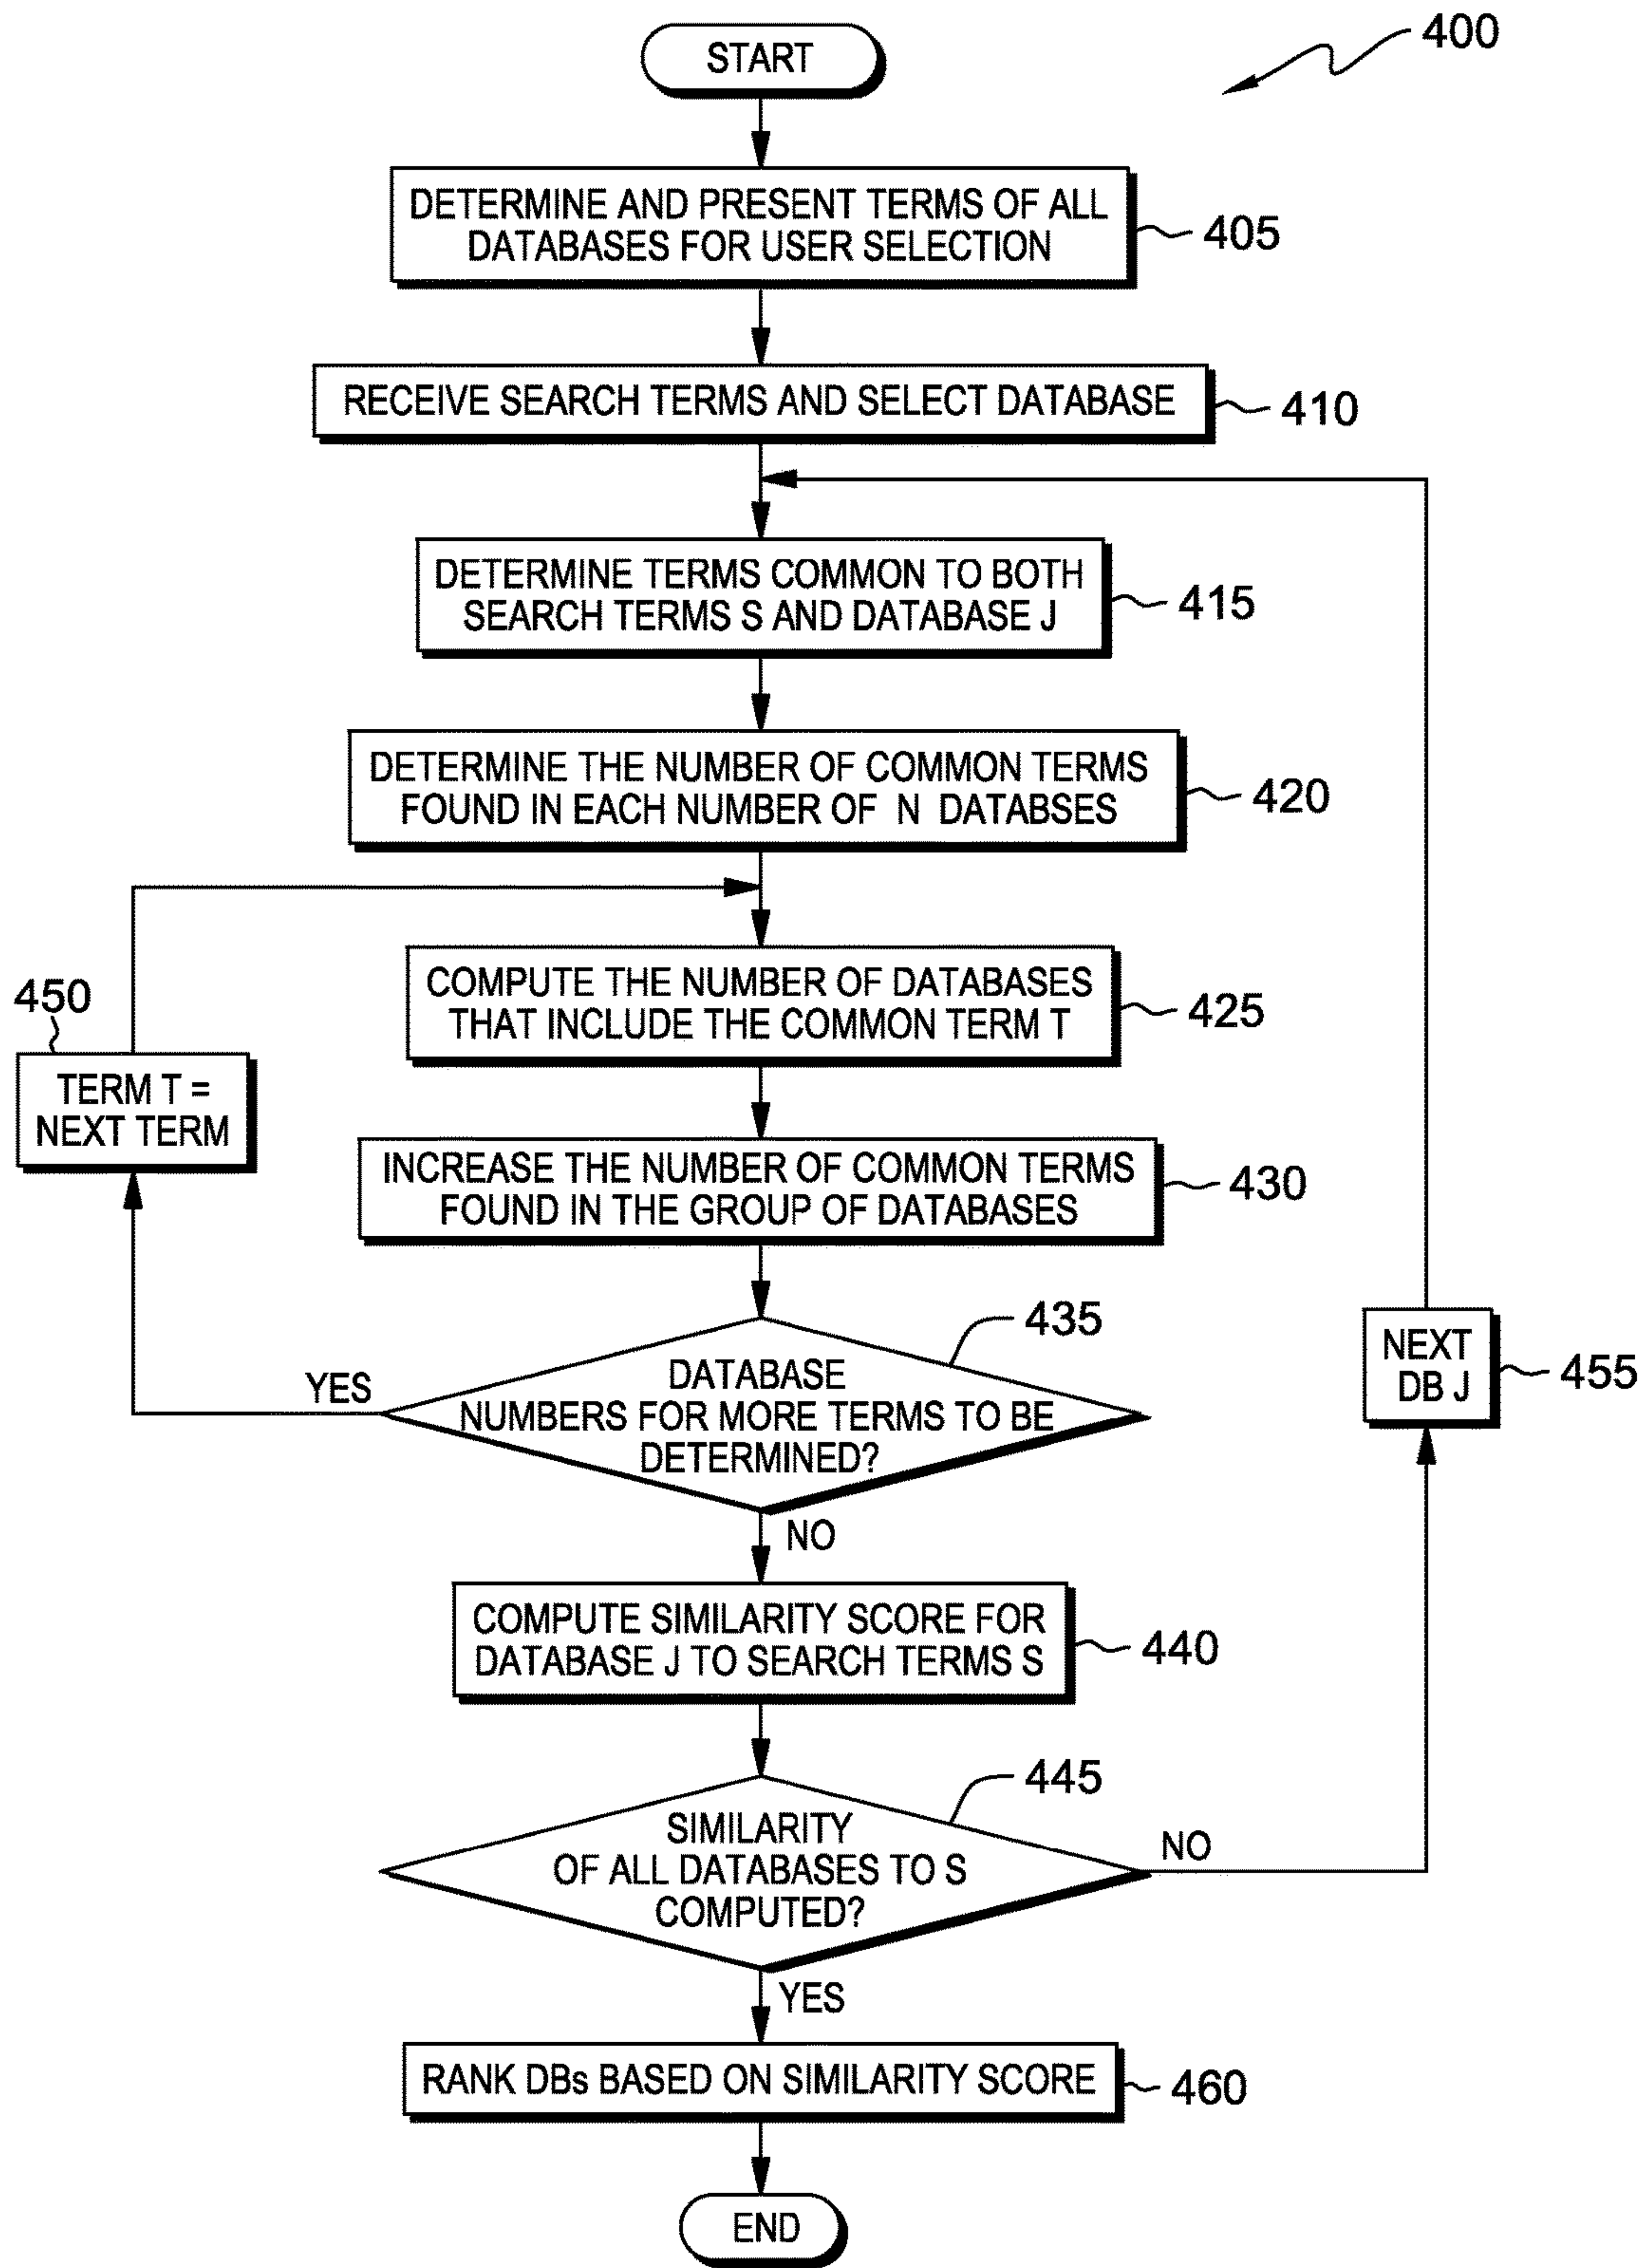 START
400
DETERMINE AND PRESENT TERMS OF ALL
DATABASES FOR USER SELECTION
405
RECEIVE SEARCH TERMS AND SELECT DATABASE
410
DETERMINE TERMS COMMON TO BOTH
SEARCH TERMS S AND DATABASE J
415
DETERMINE THE NUMBER OF COMMON TERMS
FOUND IN EACH NUMBER OF N DATABSES
420
COMPUTE THE NUMBER OF DATABASES
THAT INCLUDE THE COMMON TERM T
425
450
TERM T =
NEXT TERM
INCREASE THE NUMBER OF COMMON TERMS
FOUND IN THE GROUP OF DATABASES
430
435
DATABASE
NUMBERS FOR MORE TERMS TO BE
DETERMINED?
YES
NO
NEXT
DB J
455
COMPUTE SIMILARITY SCORE FOR
DATABASE J TO SEARCH TERMS S
440
445
SIMILARITY
OF ALL DATABASES TO S
COMPUTED?
NO
YES
RANK DBs BASED ON SIMILARITY SCORE
460
END